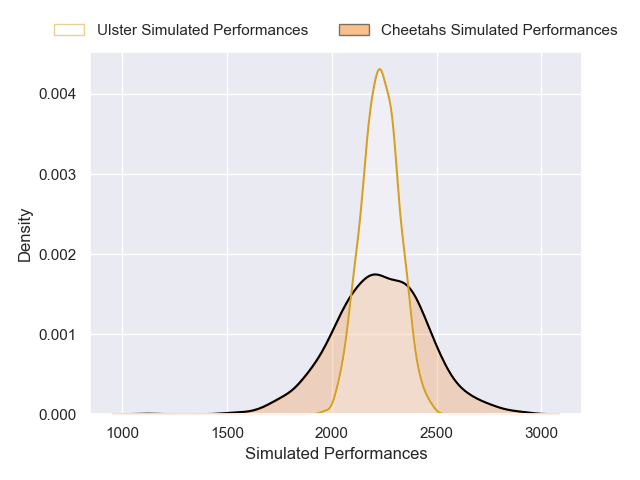 Ulster Simulated Performances
Cheetahs Simulated Performances
0.004
0.003
0.002
0.001
0.000
Density
1000
1500
2000
2500
3000
Simulated Performances